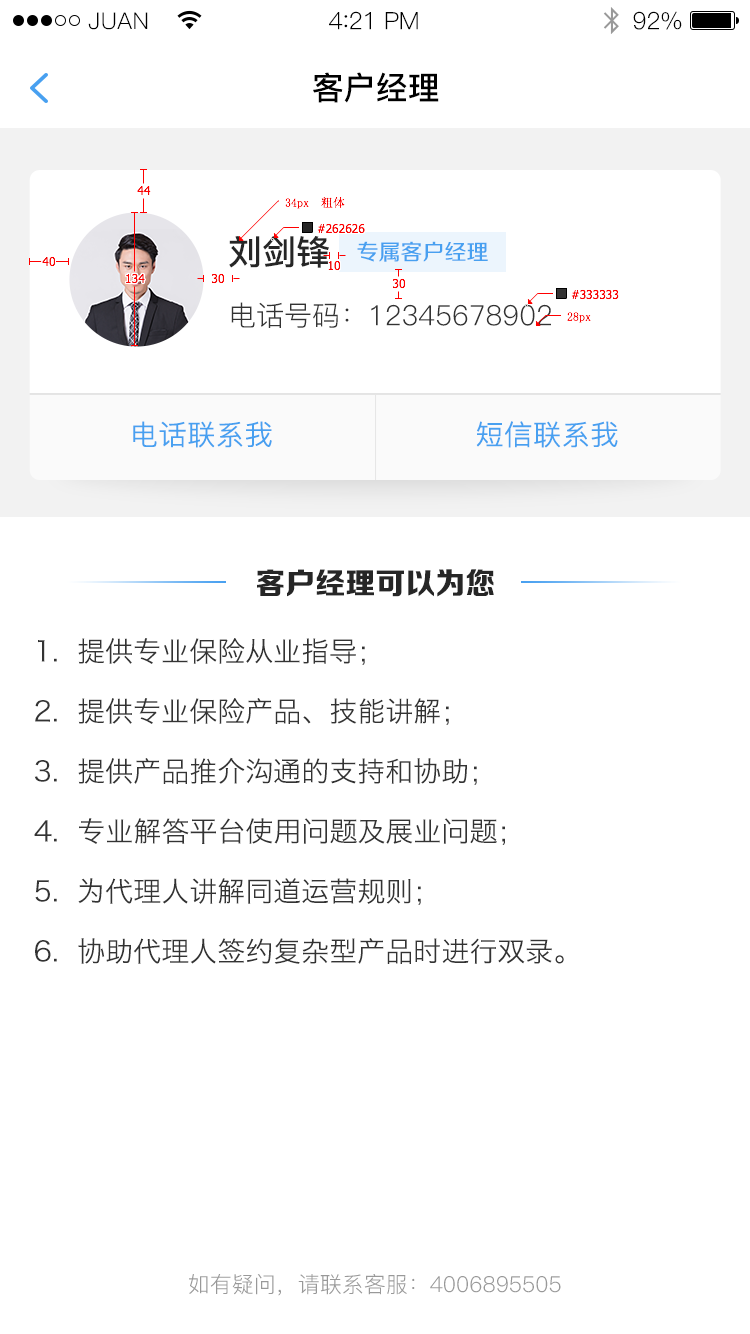 JUAN 4:21 PM 92%
客户经理
44
34px 粗体
#262626
刘剑锋 专属客户经理
40
134
30
10
30
#333333
电话号码：12345678902
28px
电话联系我 短信联系我
客户经理可以为您
1. 提供专业保险从业指导；
2. 提供专业保险产品、技能讲解；
3. 提供产品推介沟通的支持和协助；
4. 专业解答平台使用问题及展业问题；
5. 为代理人讲解同道运营规则；
6. 协助代理人签约复杂型产品时进行双录。
如有疑问，请联系客服：4006895505